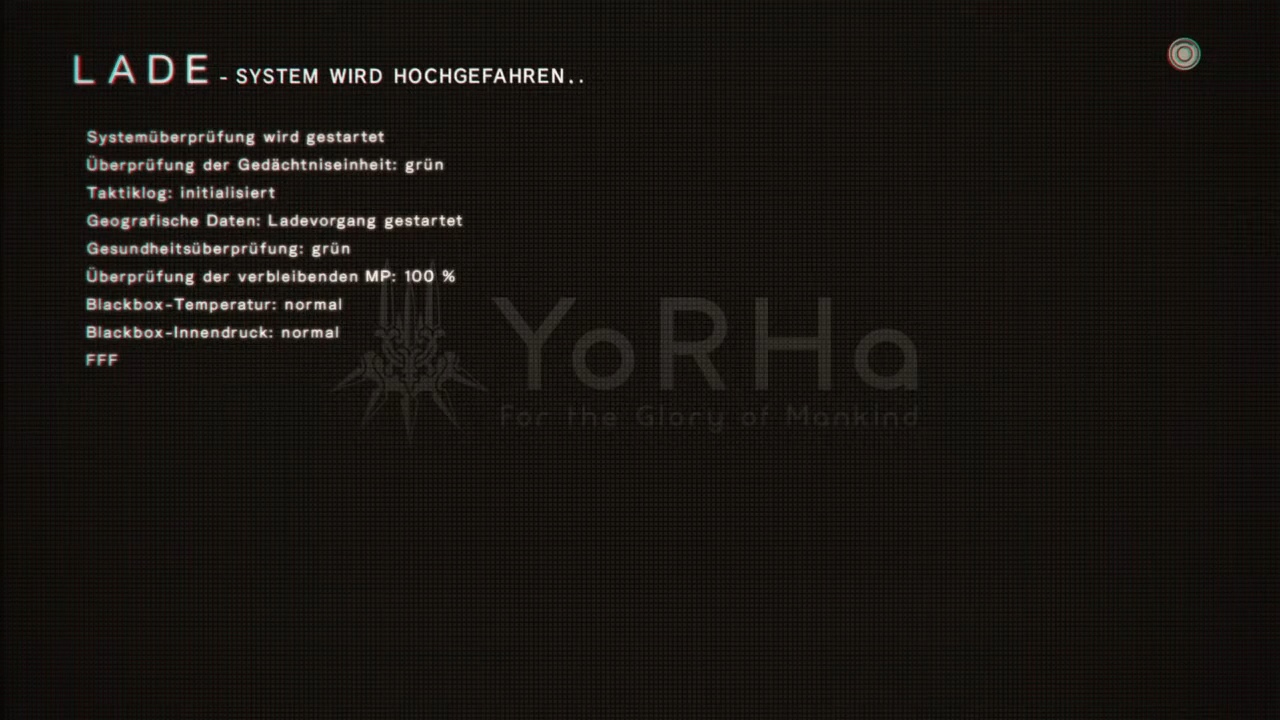 LADE - SYSTEM WIRD HOCHGEFAHREN..
Systemüberprüfung wird gestartet
Überprüfung der Gedächtniseinheit: grün
Taktiklog: initialisiert
Geografische Daten: Ladevorgang gestartet
Gesundheitsüberprüfung: grün
Überprüfung der verbleibenden MP: 100 %
Blackbox-Temperatur: normal
Blackbox-Innendruck: normal
FFF
YoRHa
For the Glory of Mankind